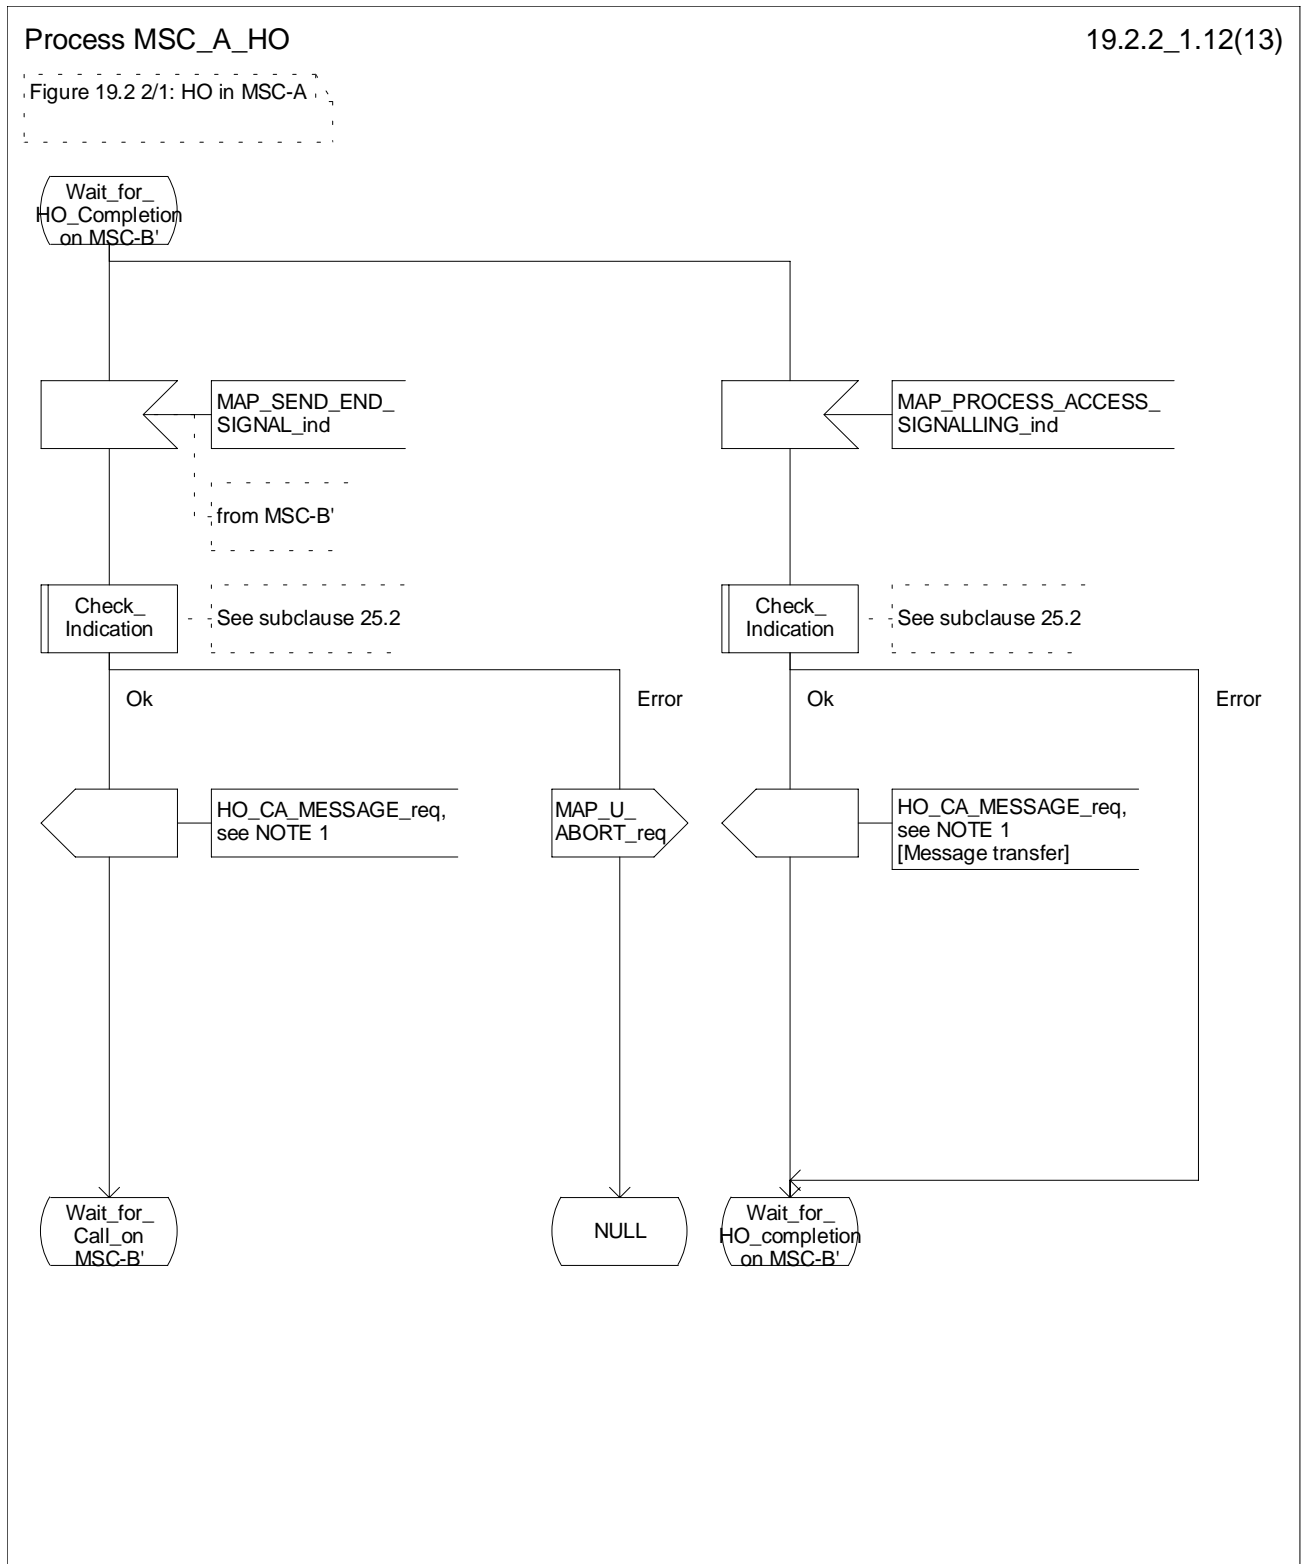 Process MSC_A_HO
19.2.2_1.12(13)
Figure 19.2 2/1: HO in MSC-A
Wait_for_
HO_Completion
on MSC-B'
MAP_SEND_END_
SIGNAL_ind
MAP_PROCESS_ACCESS_
SIGNALLING_ind
from MSC-B'
Check_
Indication
See subclause 25.2
Check_
Indication
See subclause 25.2
Ok
Error
Ok
Error
HO_CA_MESSAGE_req,
see NOTE 1
MAP_U_
ABORT_req
HO_CA_MESSAGE_req,
see NOTE 1
[Message transfer]
Wait_for_
Call_on
MSC-B'
NULL
Wait_for_
HO_completion
on MSC-B'